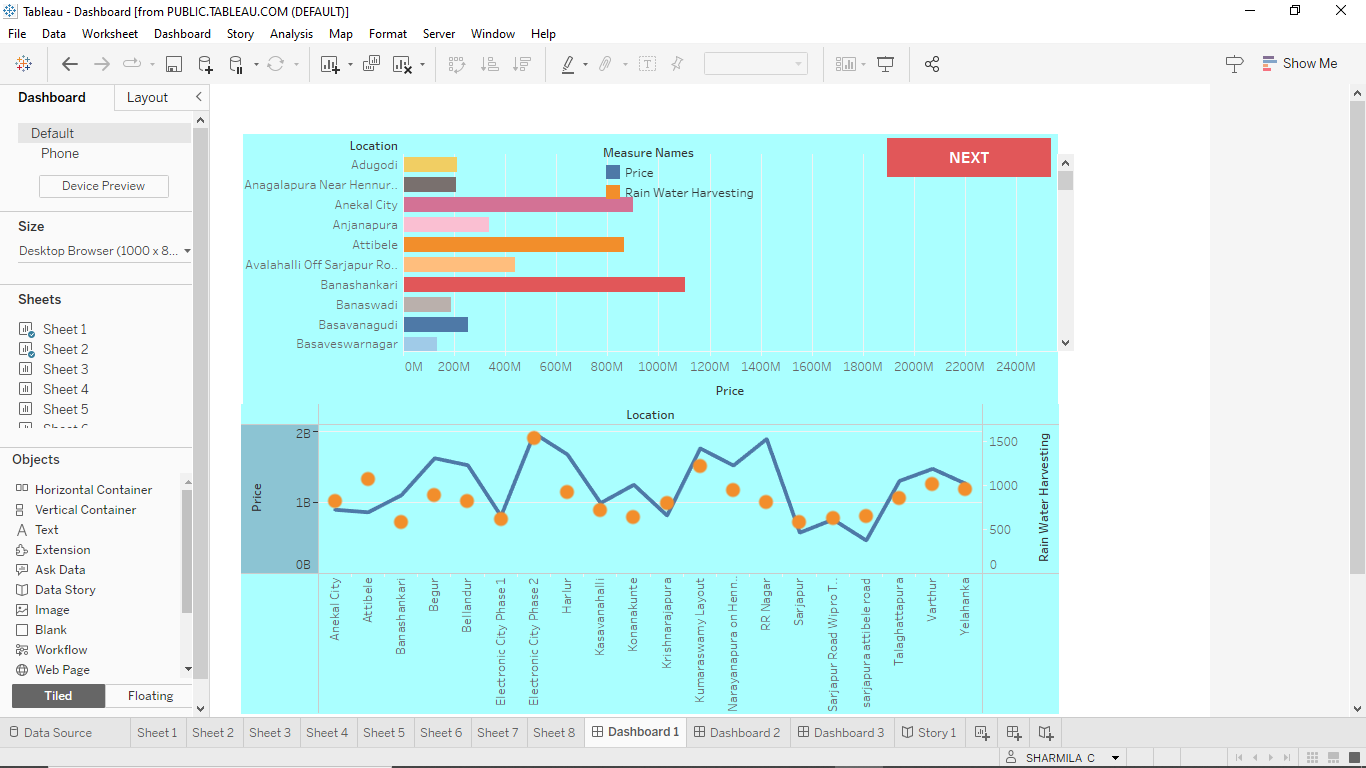 Tableau - Dashboard [from PUBLIC.TABLEAU.COM (DEFAULT)]
File Data Worksheet Dashboard Story Analysis Map Format Server Window Help
Show Me
Dashboard Layout
Default
Phone
Device Preview
Size
Desktop Browser (1000 x 8...
Sheets
Sheet 1
Sheet 2
Sheet 3
Sheet 4
Sheet 5
Objects
Horizontal Container
Vertical Container
Text
Extension
Ask Data
Data Story
Image
Blank
Workflow
Web Page
Tiled Floating
Location
Adugodi
Anagalapura Near Hennur..
Anekal City
Anjanapura
Attibele
Avalahalli Off Sarjapur Ro..
Banashankari
Banaswadi
Basavanagudi
Basaveswarnagar
0M 200M 400M 600M 800M 1000M 1200M 1400M 1600M 1800M 2000M 2200M 2400M
Price
Measure Names
Price
Rain Water Harvesting
NEXT
Location
Price
2B
1B
0B
1500
1000
500
0
Rain Water Harvesting
Anekal City
Attibele
Banashankari
Begur
Bellandur
Electronic City Phase 1
Electronic City Phase 2
Harlur
Kasavanahalli
Konanakunte
Krishnarajapura
Kumaraswamy Layout
Narayanapura on Henn..
RR Nagar
Sarjapur
Sarjapur Road Wipro T..
sarjapura attibele road
Talaghattapura
Varthur
Yelahanka
Data Source Sheet 1 Sheet 2 Sheet 3 Sheet 4 Sheet 5 Sheet 6 Sheet 7 Sheet 8 Dashboard 1 Dashboard 2 Dashboard 3 Story 1
SHARMILA C